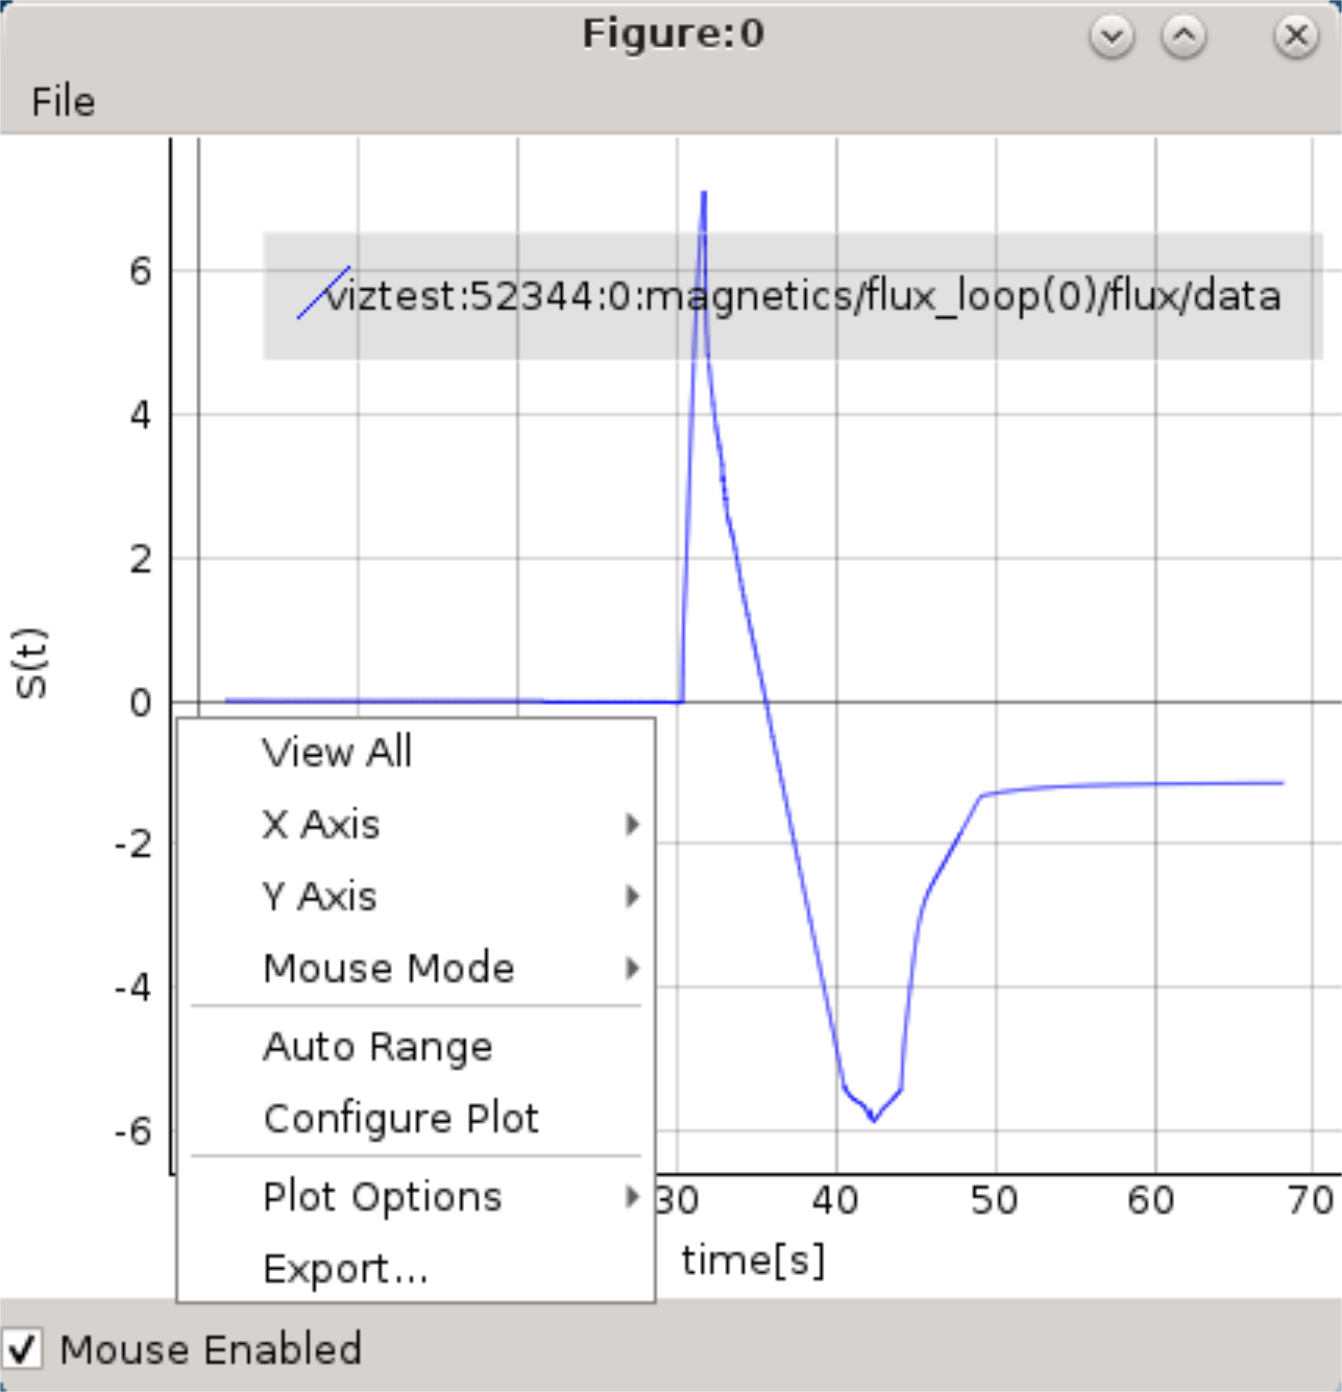 Figure:0
File
6
viztest:52344:0:magnetics/flux_loop(0)/flux/data
4
2
S(t)
0
View All
X Axis
-2
Y Axis
Mouse Mode
-4
Auto Range
Configure Plot
-6
Plot Options
30 40 50 60 70
time[s]
Export...
Mouse Enabled